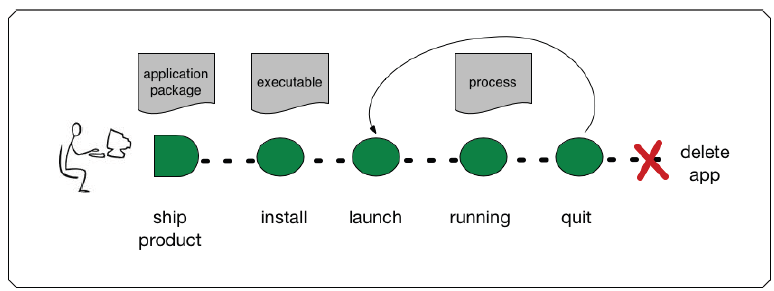 application
package
executable
process
delete
app
ship
product
install
launch
running
quit